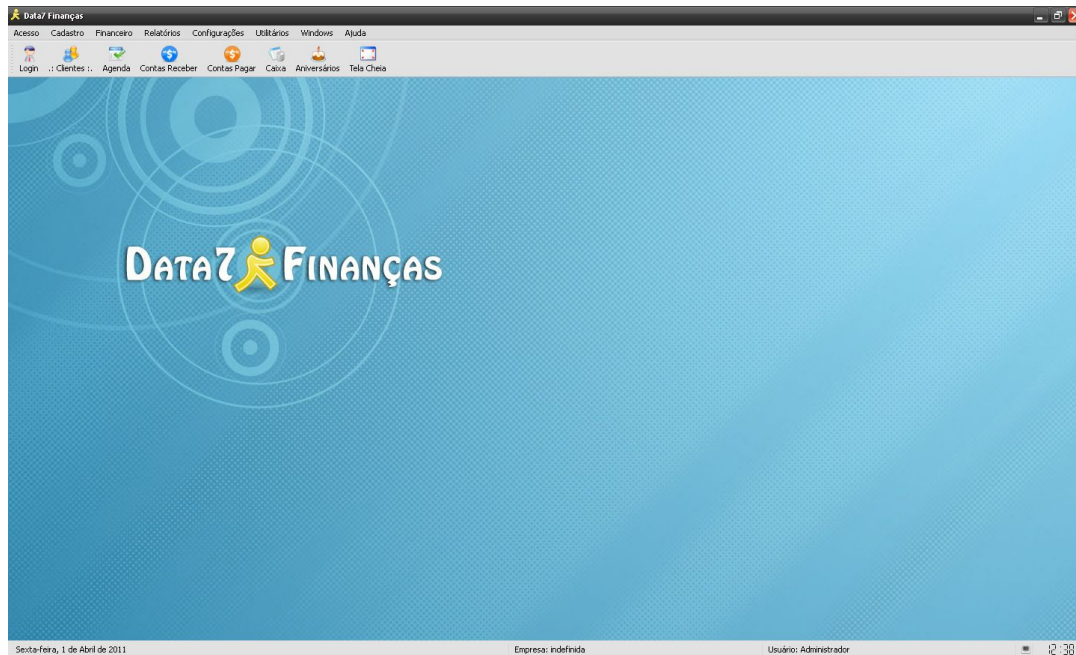 Data7 Finanças
Acesso Cadastro Financeiro Relatórios Configurações Utilitários Windows Ajuda
Login .: Clientes :. Agenda Contas Receber Contas Pagar Caixa Aniversários Tela Cheia
DATA7 FINANÇAS
Sexta-feira, 1 de Abril de 2011 Empresa: indefinida Usuário: Administrador 12:38